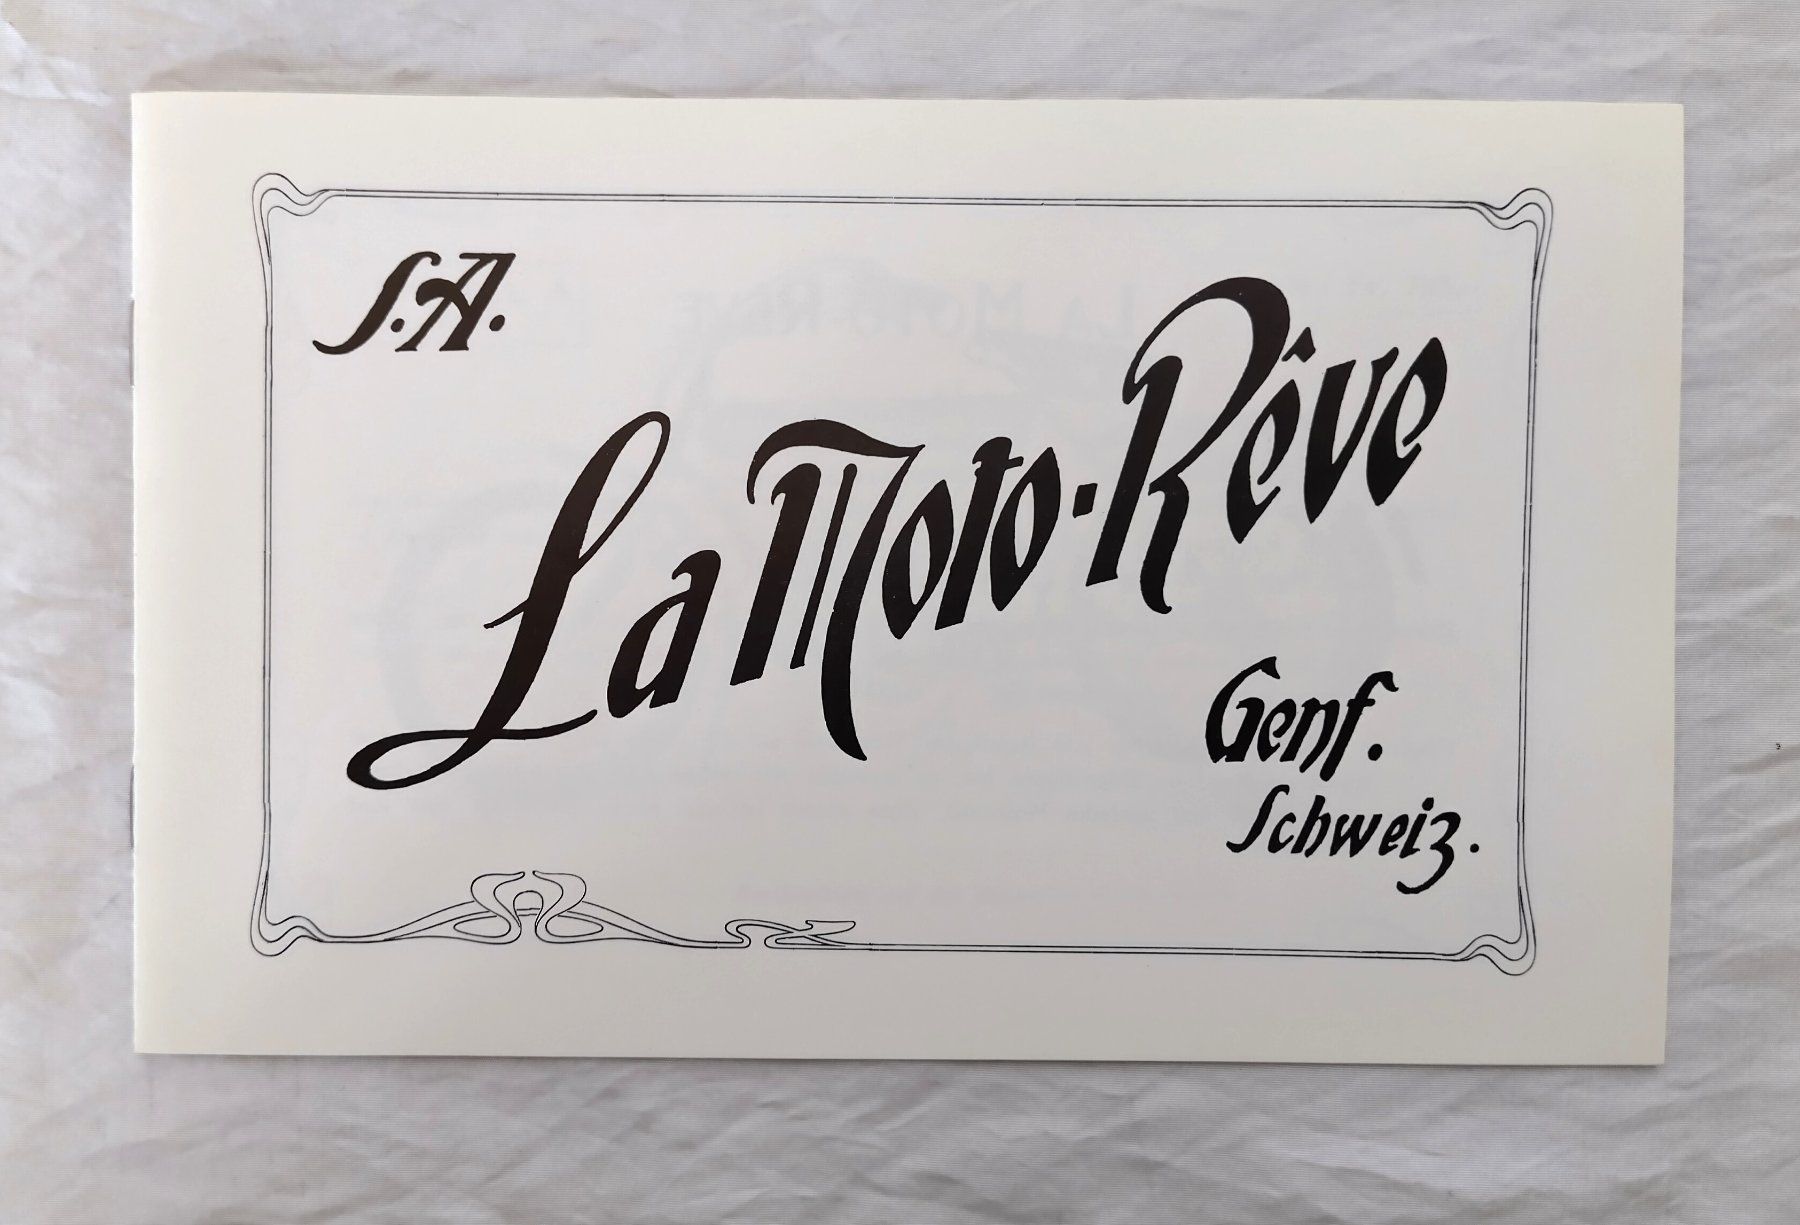 S.A.
La Moto-Rêve
Genf.
Schweiz.